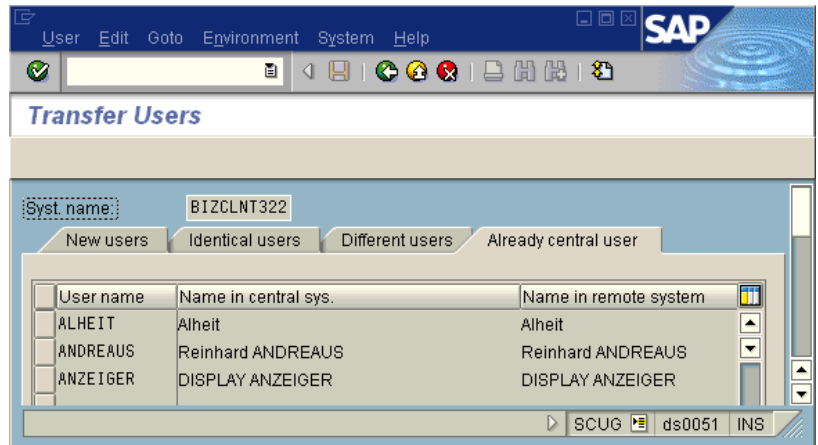 User Edit Goto Environment System Help
SAP
Transfer Users
Syst. name: BIZCLNT322
New users Identical users Different users Already central user
User name Name in central sys. Name in remote system
ALHEIT Alheit Alheit
ANDREAUS Reinhard ANDREAUS Reinhard ANDREAUS
ANZEIGER DISPLAY ANZEIGER DISPLAY ANZEIGER
SCUG ds0051 INS